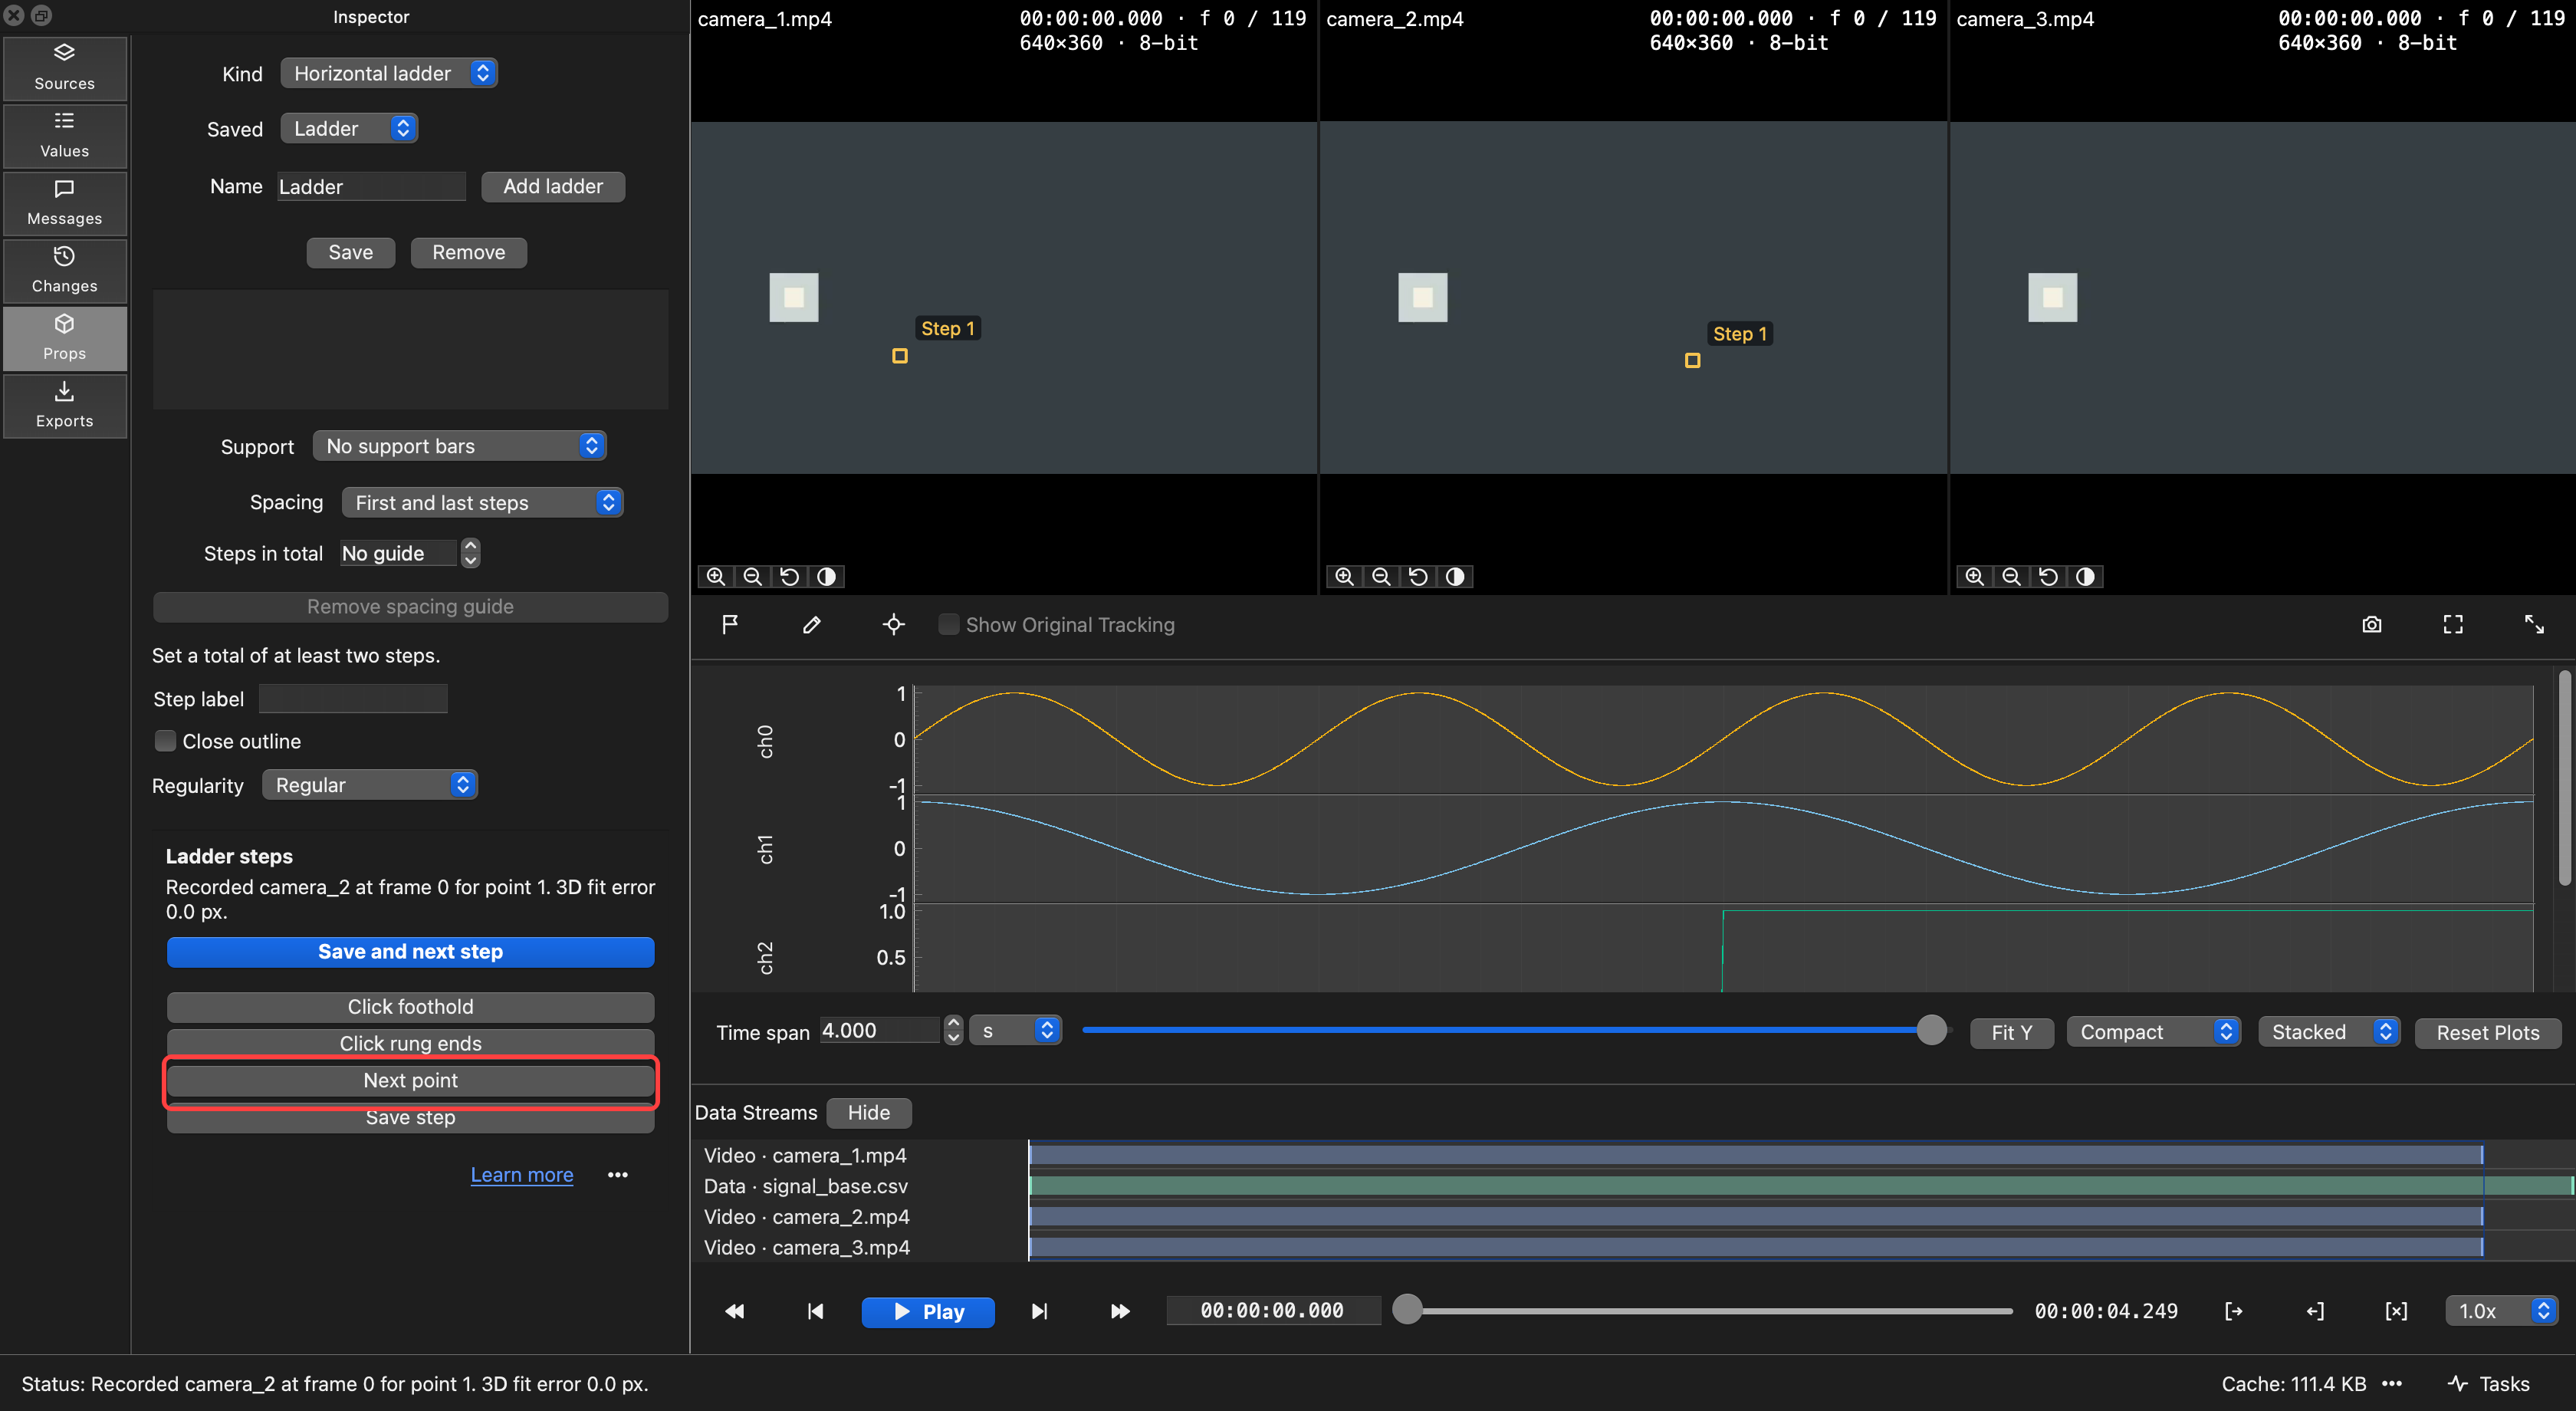 Inspector
Sources
Values
Messages
Changes
Props
Exports
Kind Horizontal ladder
Saved Ladder
Name Ladder Add ladder
Save Remove
Support No support bars
Spacing First and last steps
Steps in total No guide
Remove spacing guide
Set a total of at least two steps.
Step label
Close outline
Regularity Regular
Ladder steps
Recorded camera_2 at frame 0 for point 1. 3D fit error
0.0 px.
Save and next step
Click foothold
Click rung ends
Next point
Save step
Learn more •••
camera_1.mp4 00:00:00.000 · f 0 / 119
640×360 · 8-bit
Step 1
camera_2.mp4 00:00:00.000 · f 0 / 119
640×360 · 8-bit
Step 1
camera_3.mp4 00:00:00.000 · f 0 / 119
640×360 · 8-bit
Show Original Tracking
ch0
1
0
-1
ch1
1
0
-1
ch2
1.0
0.5
Time span 4.000 s Fit Y Compact Stacked Reset Plots
Data Streams Hide
Video · camera_1.mp4
Data · signal_base.csv
Video · camera_2.mp4
Video · camera_3.mp4
Play 00:00:00.000 00:00:04.249 1.0x
Status: Recorded camera_2 at frame 0 for point 1. 3D fit error 0.0 px. Cache: 111.4 KB ••• Tasks